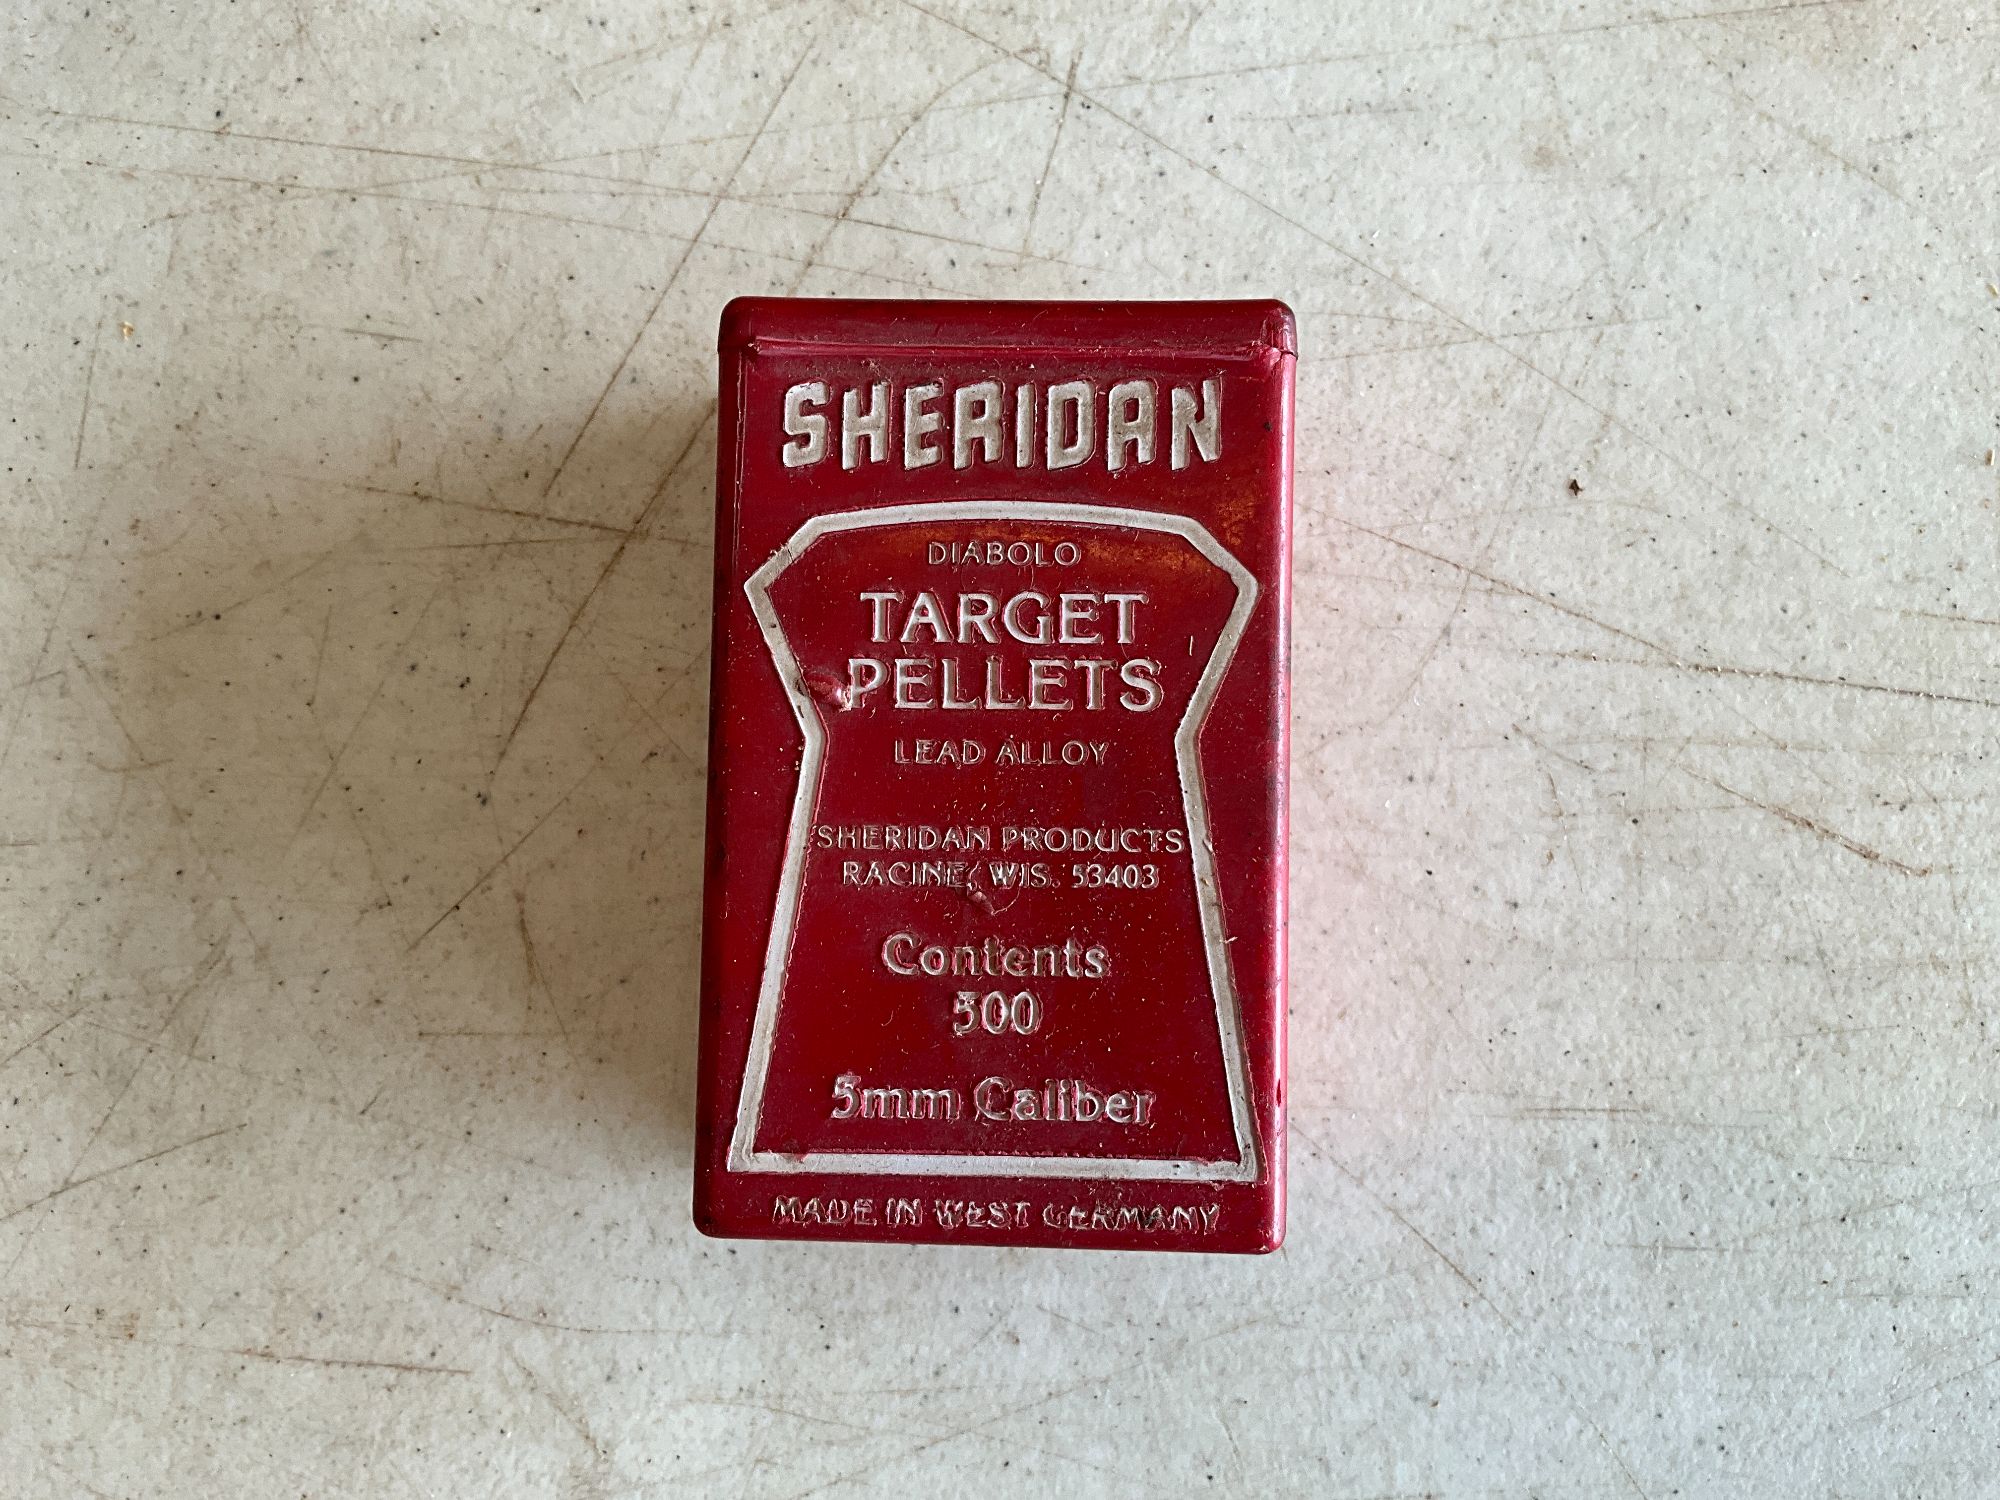 SHERIDAN
DIABOLO
TARGET
PELLETS
LEAD ALLOY
SHERIDAN PRODUCTS
RACINE, WIS. 53403
Contents
500
5mm Caliber
MADE IN WEST GERMANY